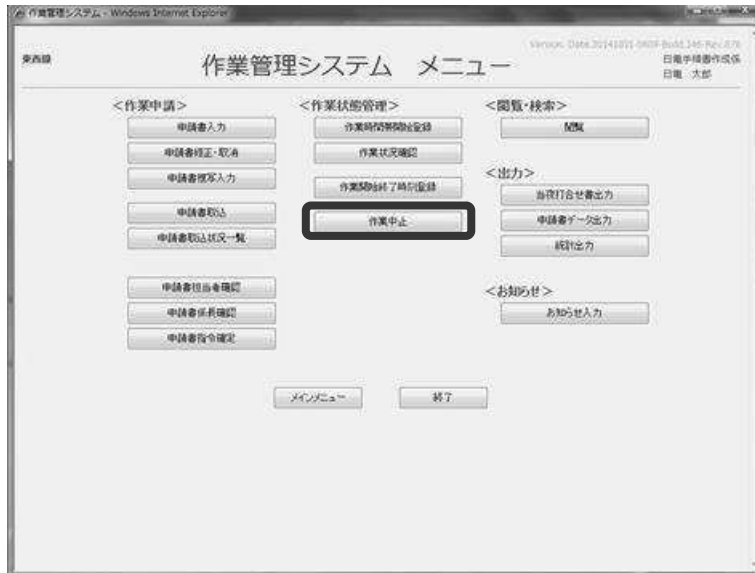 作業管理システム - Windows Internet Explorer
東西線
作業管理システム メニュー
日電 太郎
<作業申請>
申請書入力
申請書修正・取消
申請書複写入力
申請書取込
申請書取込状況一覧
申請書担当者確認
申請書係長確認
申請書指令確定
<作業状態管理>
作業時間帯開始登録
作業状況確認
作業開始終了時刻登録
作業中止
<閲覧・検索>
閲覧
<出力>
当夜打合せ書出力
申請書データ出力
統計出力
<お知らせ>
お知らせ入力
メインメニュー
終了